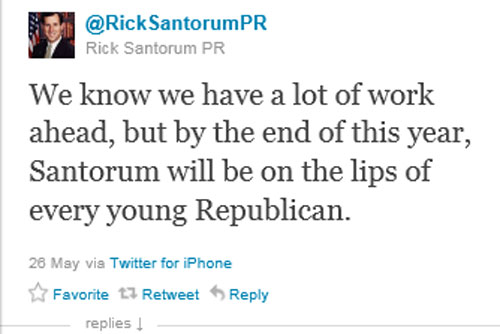 @RickSantorumPR
Rick Santorum PR
We know we have a lot of work
ahead, but by the end of this year,
Santorum will be on the lips of
every young Republican.
26 May via Twitter for iPhone
Favorite Retweet Reply
replies ↓